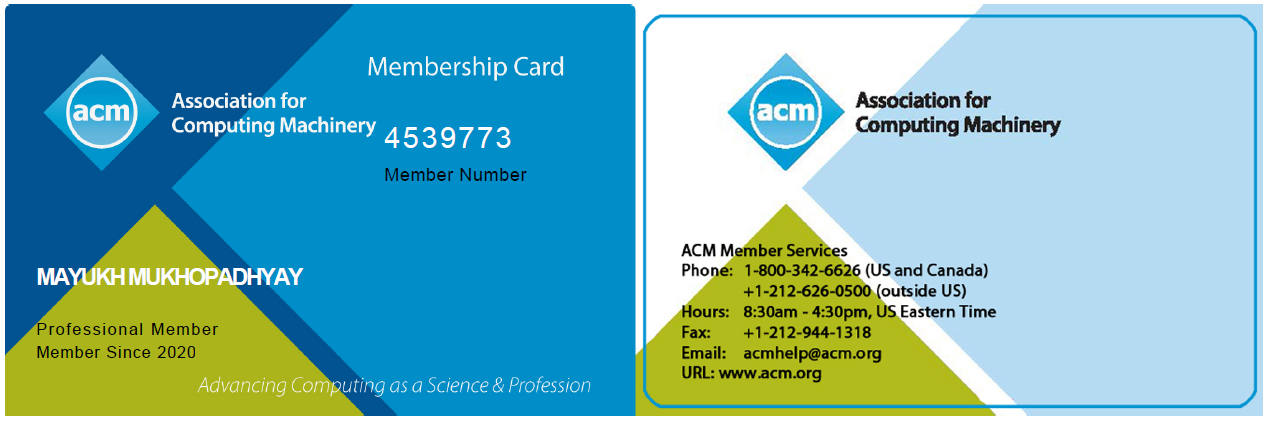 Membership Card
acm
Association for
Computing Machinery
4539773
Member Number
MAYUKH MUKHOPADHYAY
Professional Member
Member Since 2020
Advancing Computing as a Science & Profession
acm
Association for
Computing Machinery
ACM Member Services
Phone: 1-800-342-6626 (US and Canada)
+1-212-626-0500 (outside US)
Hours: 8:30am - 4:30pm, US Eastern Time
Fax: +1-212-944-1318
Email: acmhelp@acm.org
URL: www.acm.org